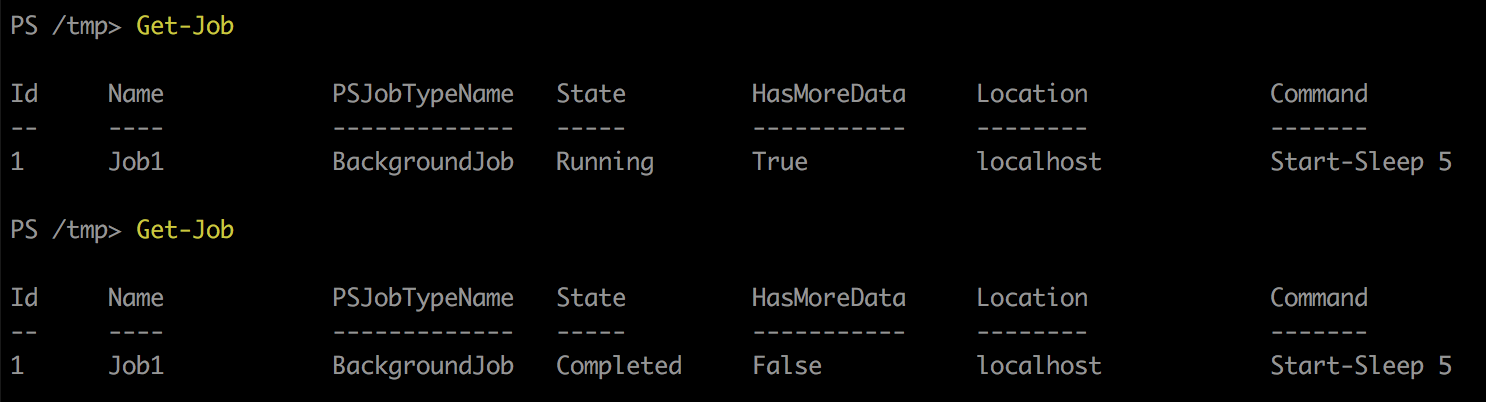 PS /tmp> Get-Job
Id     Name            PSJobTypeName   State         HasMoreData     Location             Command
--     ----            -------------   -----         -----------     --------             -------
1      Job1            BackgroundJob   Running       True            localhost            Start-Sleep 5
PS /tmp> Get-Job
Id     Name            PSJobTypeName   State         HasMoreData     Location             Command
--     ----            -------------   -----         -----------     --------             -------
1      Job1            BackgroundJob   Completed     False           localhost            Start-Sleep 5